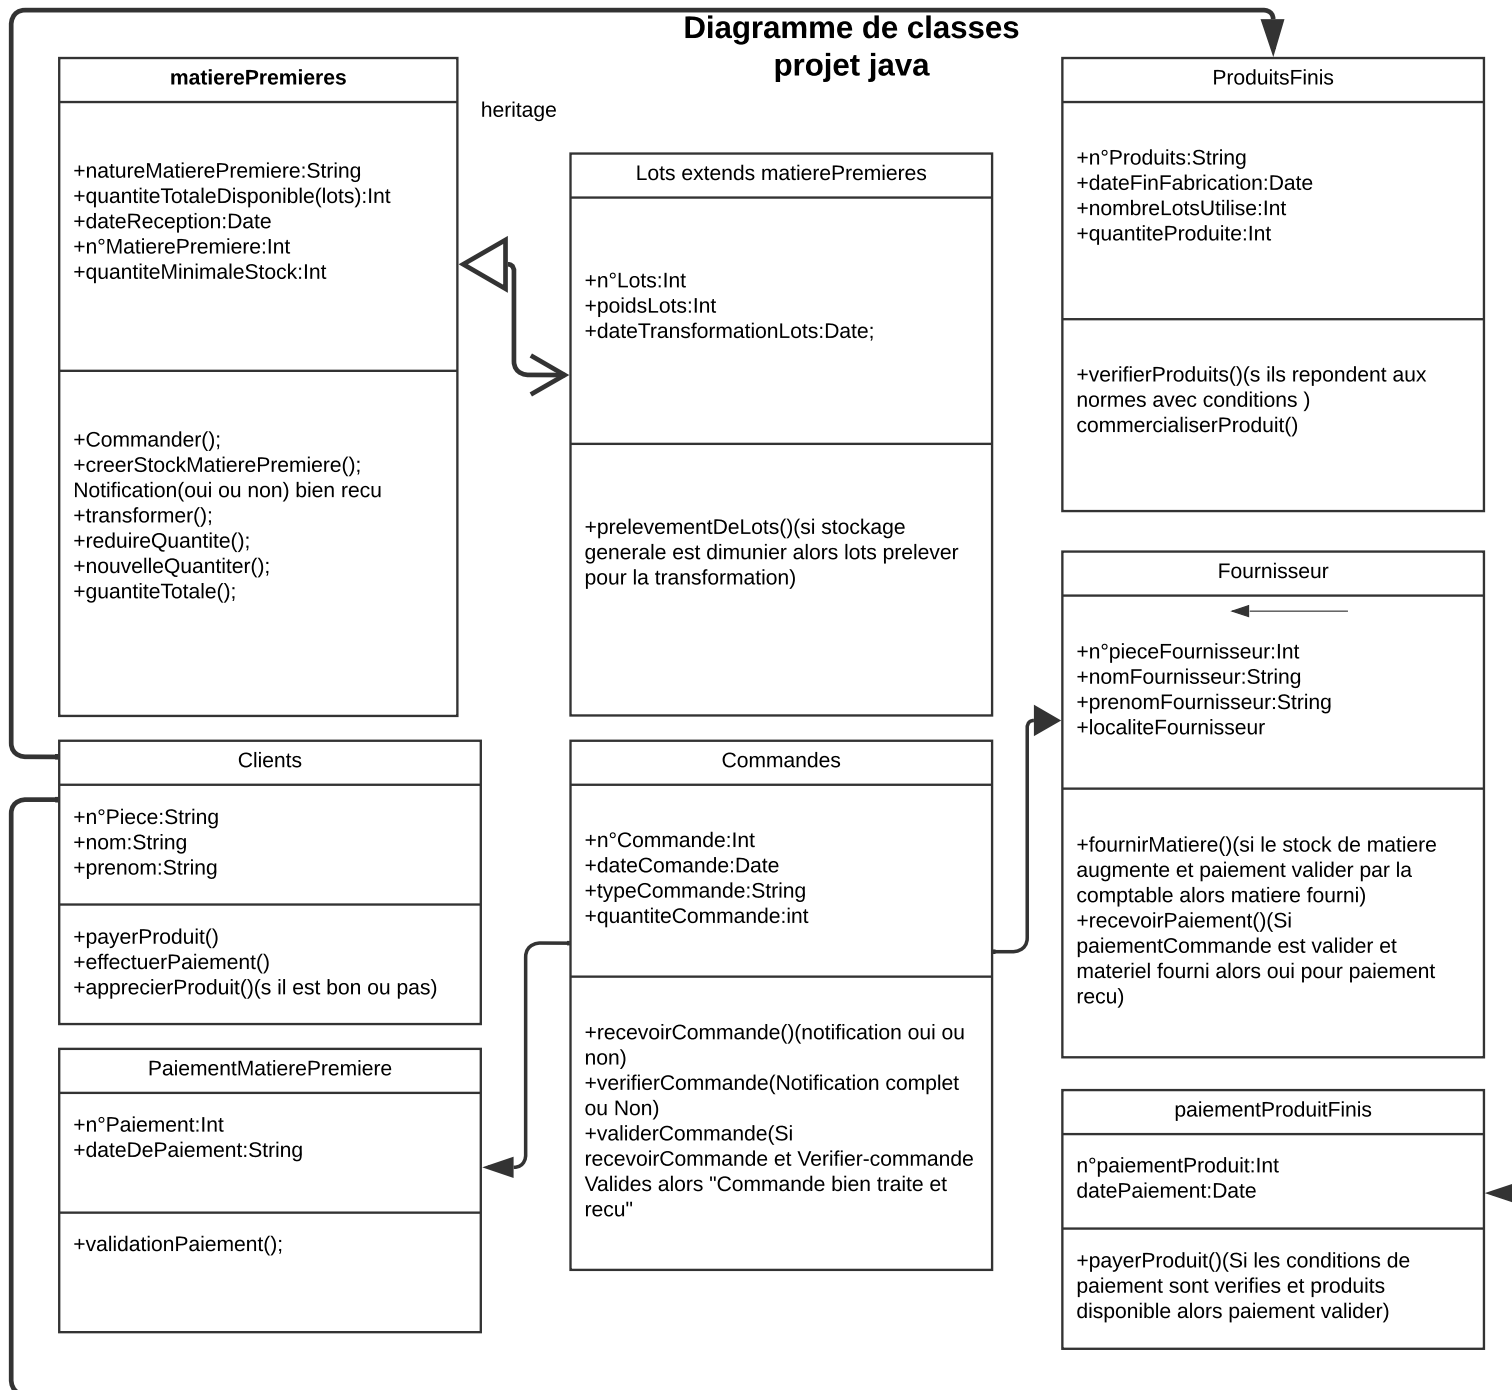 Diagramme de classes
projet java
matierePremieres
+natureMatierePremiere:String
+quantiteTotaleDisponible(lots):Int
+dateReception:Date
+n°MatierePremiere:Int
+quantiteMinimaleStock:Int
+Commander();
+creerStockMatierePremiere();
Notification(oui ou non) bien recu
+transformer();
+reduireQuantite();
+nouvelleQuantiter();
+guantiteTotale();
heritage
Lots extends matierePremieres
+n°Lots:Int
+poidsLots:Int
+dateTransformationLots:Date;
+prelevementDeLots()(si stockage
generale est dimunier alors lots prelever
pour la transformation)
ProduitsFinis
+n°Produits:String
+dateFinFabrication:Date
+nombreLotsUtilise:Int
+quantiteProduite:Int
+verifierProduits()(s ils repondent aux
normes avec conditions )
commercialiserProduit()
Fournisseur
+n°pieceFournisseur:Int
+nomFournisseur:String
+prenomFournisseur:String
+localiteFournisseur
+fournirMatiere()(si le stock de matiere
augmente et paiement valider par la
comptable alors matiere fourni)
+recevoirPaiement()(Si
paiementCommande est valider et
materiel fourni alors oui pour paiement
recu)
Clients
+n°Piece:String
+nom:String
+prenom:String
+payerProduit()
+effectuerPaiement()
+apprecierProduit()(s il est bon ou pas)
Commandes
+n°Commande:Int
+dateComande:Date
+typeCommande:String
+quantiteCommande:int
+recevoirCommande()(notification oui ou
non)
+verifierCommande(Notification complet
ou Non)
+validerCommande(Si
recevoirCommande et Verifier-commande
Valides alors "Commande bien traite et
recu"
PaiementMatierePremiere
+n°Paiement:Int
+dateDePaiement:String
+validationPaiement();
paiementProduitFinis
n°paiementProduit:Int
datePaiement:Date
+payerProduit()(Si les conditions de
paiement sont verifies et produits
disponible alors paiement valider)